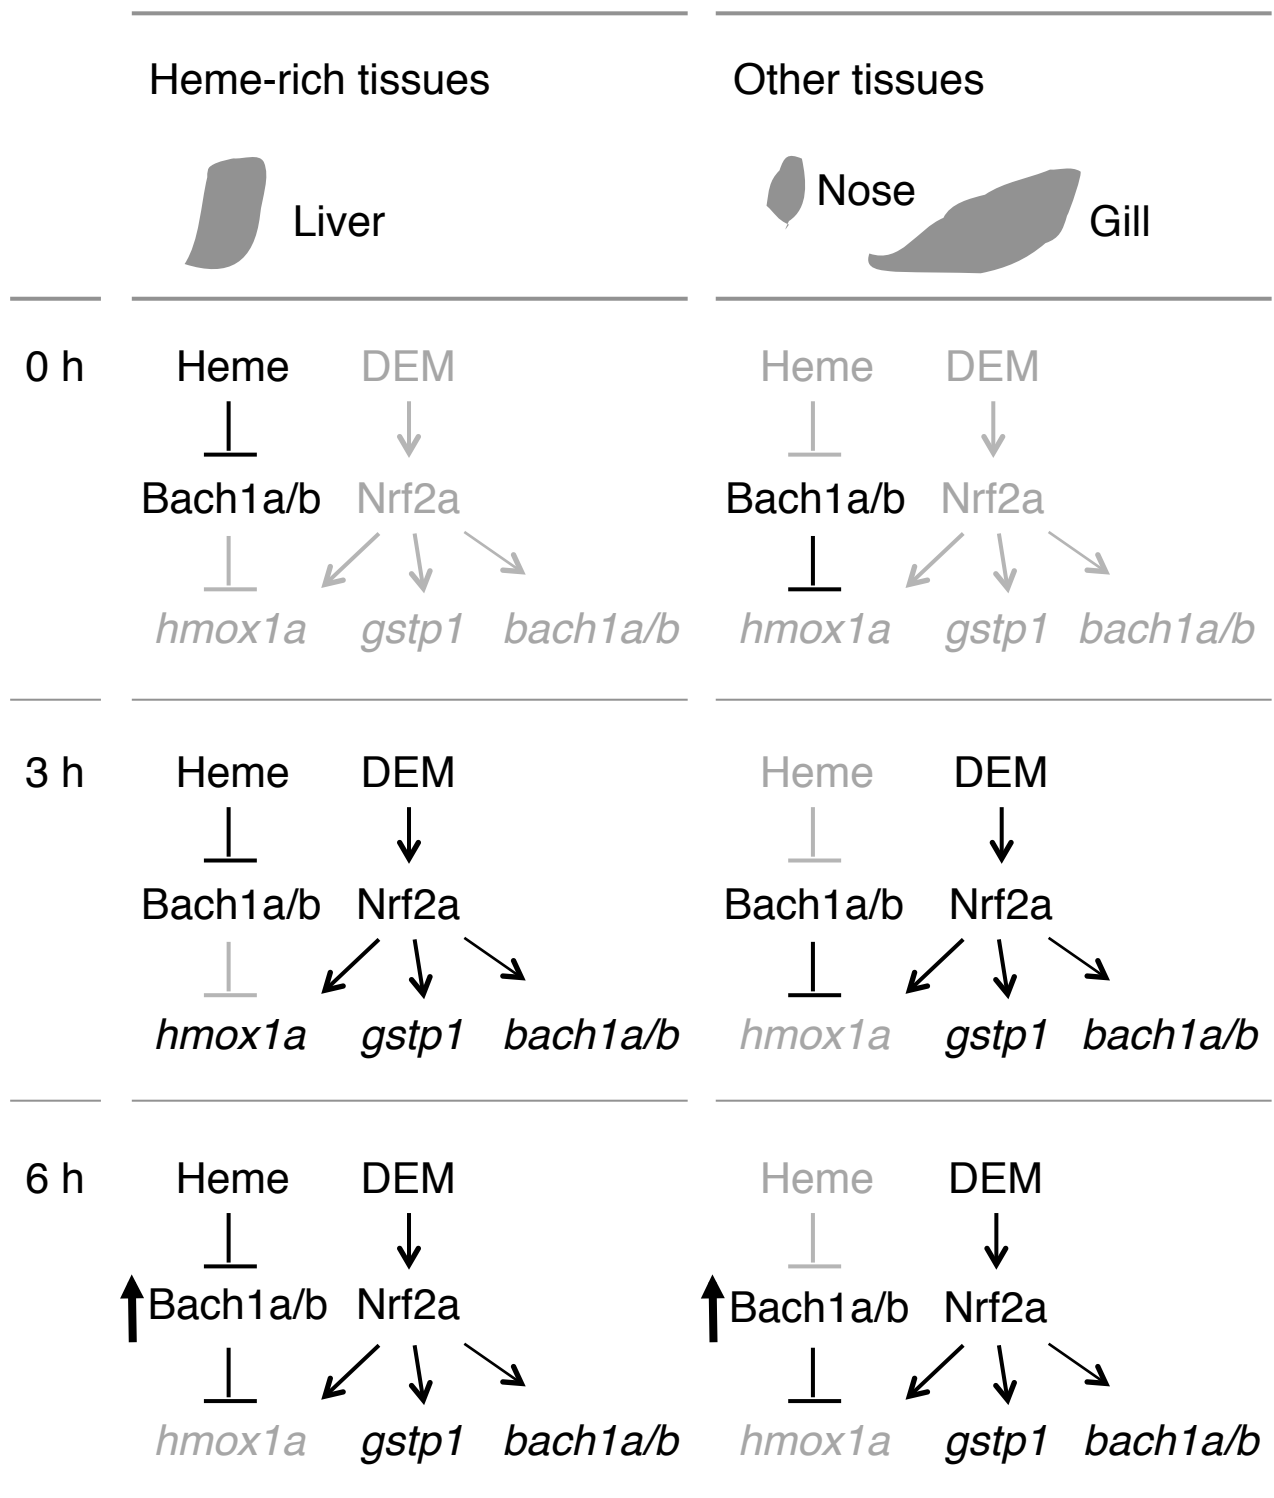 Heme-rich tissues Other tissues
Liver Nose Gill
0 h Heme DEM Heme DEM
Bach1a/b Nrf2a Bach1a/b Nrf2a
hmox1a gstp1 bach1a/b hmox1a gstp1 bach1a/b
3 h Heme DEM Heme DEM
Bach1a/b Nrf2a Bach1a/b Nrf2a
hmox1a gstp1 bach1a/b hmox1a gstp1 bach1a/b
6 h Heme DEM Heme DEM
Bach1a/b Nrf2a Bach1a/b Nrf2a
hmox1a gstp1 bach1a/b hmox1a gstp1 bach1a/b